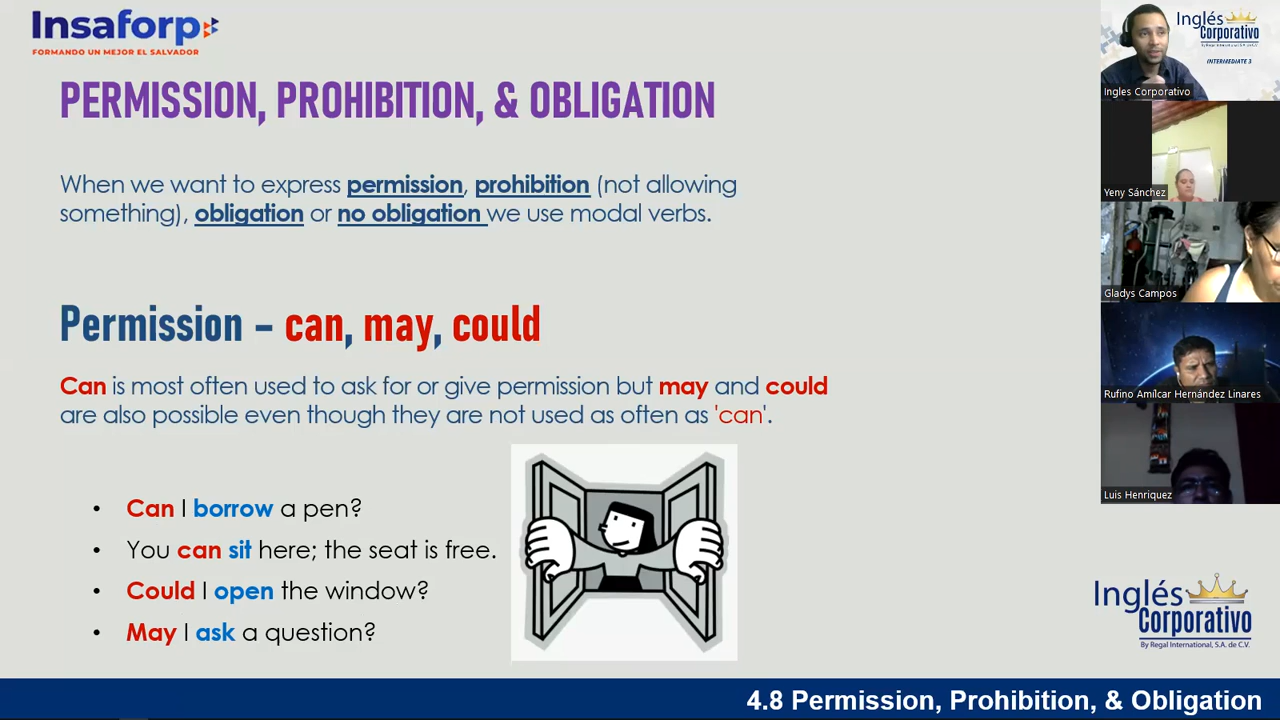 Insaforp
FORMANDO UN MEJOR EL SALVADOR
PERMISSION, PROHIBITION, & OBLIGATION
When we want to express permission, prohibition (not allowing
something), obligation or no obligation we use modal verbs.
Permission – can, may, could
Can is most often used to ask for or give permission but may and could
are also possible even though they are not used as often as 'can'.
• Can I borrow a pen?
• You can sit here; the seat is free.
• Could I open the window?
• May I ask a question?
Inglés
Corporativo
By Regal International, S.A. de C.V.
INTERMEDIATE 3
Ingles Corporativo
Yeny Sánchez
Gladys Campos
Rufino Amílcar Hernández Linares
Luis Henriquez
Inglés
Corporativo
By Regal International, S.A. de C.V.
4.8 Permission, Prohibition, & Obligation